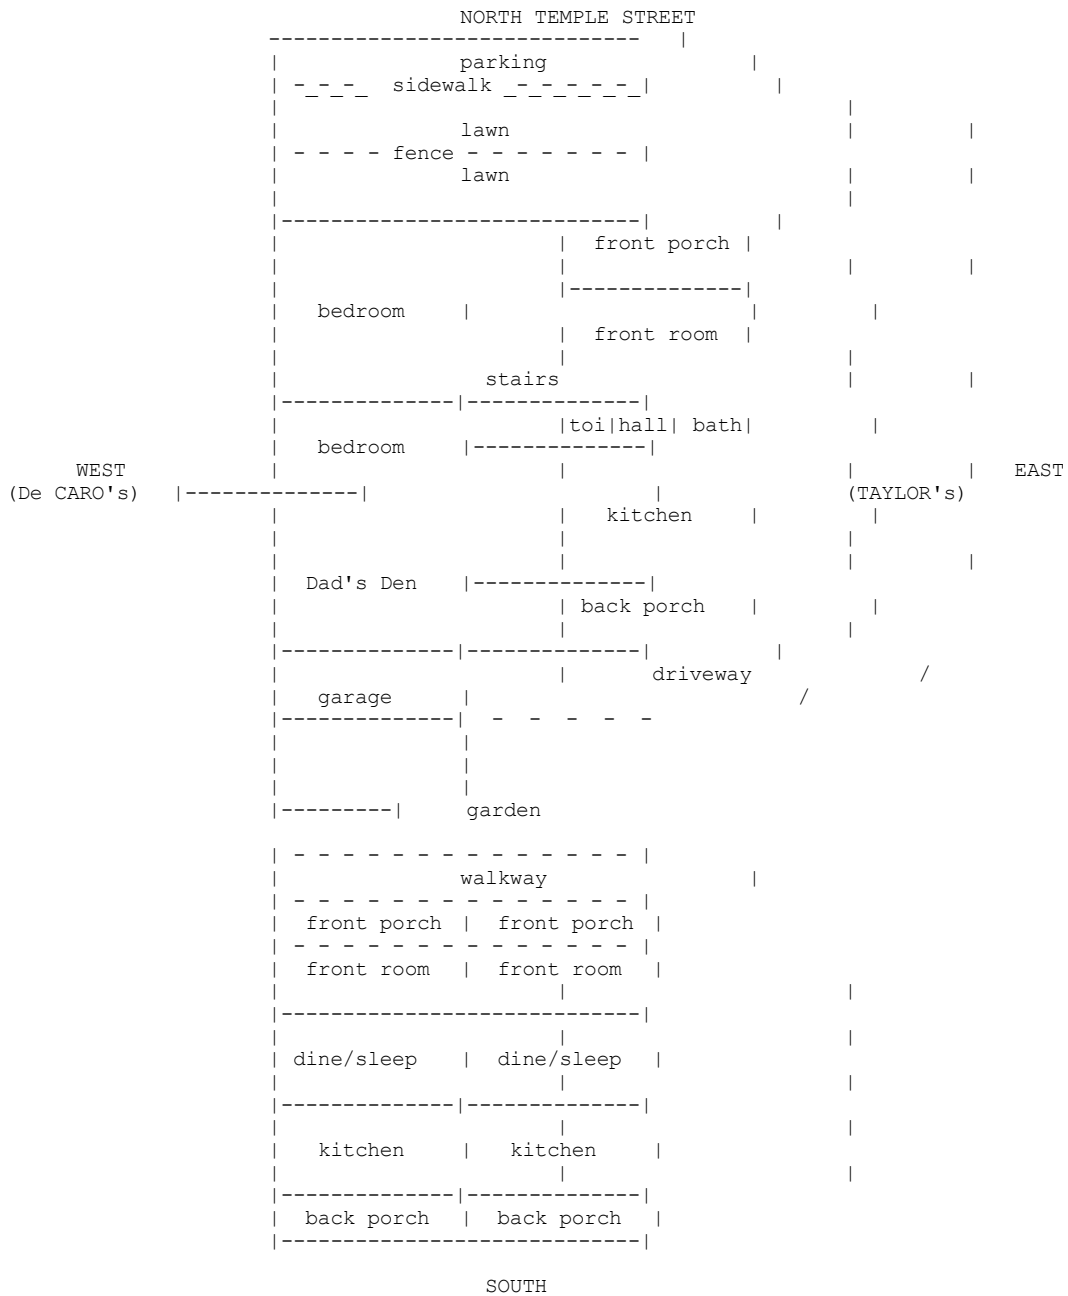 NORTH TEMPLE STREET
------------------------------   |
|               parking                 |
| -_-_-_  sidewalk _-_-_-_-_-_|           |
|                                               |
|               lawn                            |         |
| - - - - fence - - - - - - - |
|               lawn                            |         |
|                                               |
|-----------------------------|           |
|                       |  front porch |
|                       |                       |         |
|                       |--------------|
|   bedroom     |                       |         |
|                       |  front room  |
|                       |                       |
|                 stairs                        |         |
|--------------|--------------|
|                       |toi|hall| bath|          |
|   bedroom     |--------------|
WEST            |                       |                       |         |   EAST
(De CARO's)   |--------------|                        |               (TAYLOR's)
|                       |   kitchen     |         |
|                       |                       |
|                       |                       |         |
|  Dad's Den    |--------------|
|                       | back porch    |         |
|                       |                       |
|--------------|--------------|          |
|                       |       driveway              /
|   garage      |                           /
|--------------|  -  -  -  -  -
|               |
|               |
|               |
|---------|     garden
| - - - - - - - - - - - - - - |
|               walkway                 |
| - - - - - - - - - - - - - - |
|  front porch  |  front porch  |
| - - - - - - - - - - - - - - |
|  front room   |  front room   |
|                       |                       |
|-----------------------------|
|                       |                       |
| dine/sleep    |  dine/sleep   |
|                       |                       |
|--------------|--------------|
|                       |                       |
|   kitchen     |   kitchen     |
|                       |                       |
|--------------|--------------|
|  back porch   |  back porch   |
|-----------------------------|
SOUTH